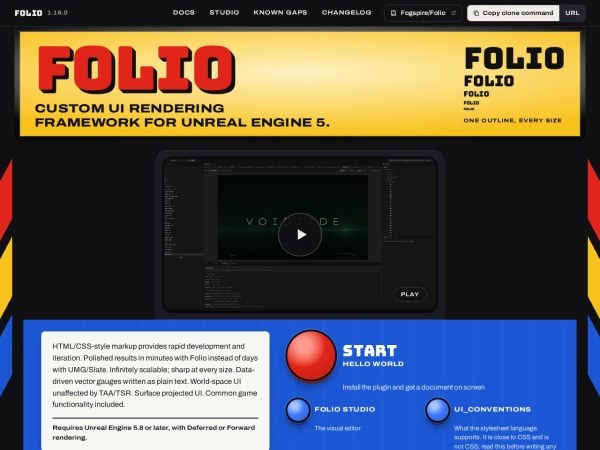 FOLIO 1.16.0 DOCS STUDIO KNOWN GAPS CHANGELOG Fogspire/Folio Copy clone command URL
FOLIO
CUSTOM UI RENDERING
FRAMEWORK FOR UNREAL ENGINE 5.
FOLIO
FOLIO
FOLIO
FOLIO
FOLIO
ONE OUTLINE, EVERY SIZE
PLAY
HTML/CSS-style markup provides rapid development and
iteration. Polished results in minutes with Folio instead of days
with UMG/Slate. Infinitely scalable; sharp at every size. Data-
driven vector gauges written as plain text. World-space UI
unaffected by TAA/TSR. Surface projected UI. Common game
functionality included.
Requires Unreal Engine 5.8 or later, with Deferred or Forward
rendering.
START
HELLO WORLD
Install the plugin and get a document on screen
FOLIO STUDIO
The visual editor
UI_CONVENTIONS
What the stylesheet language
supports. It is close to CSS and is
not CSS, read this before writing any